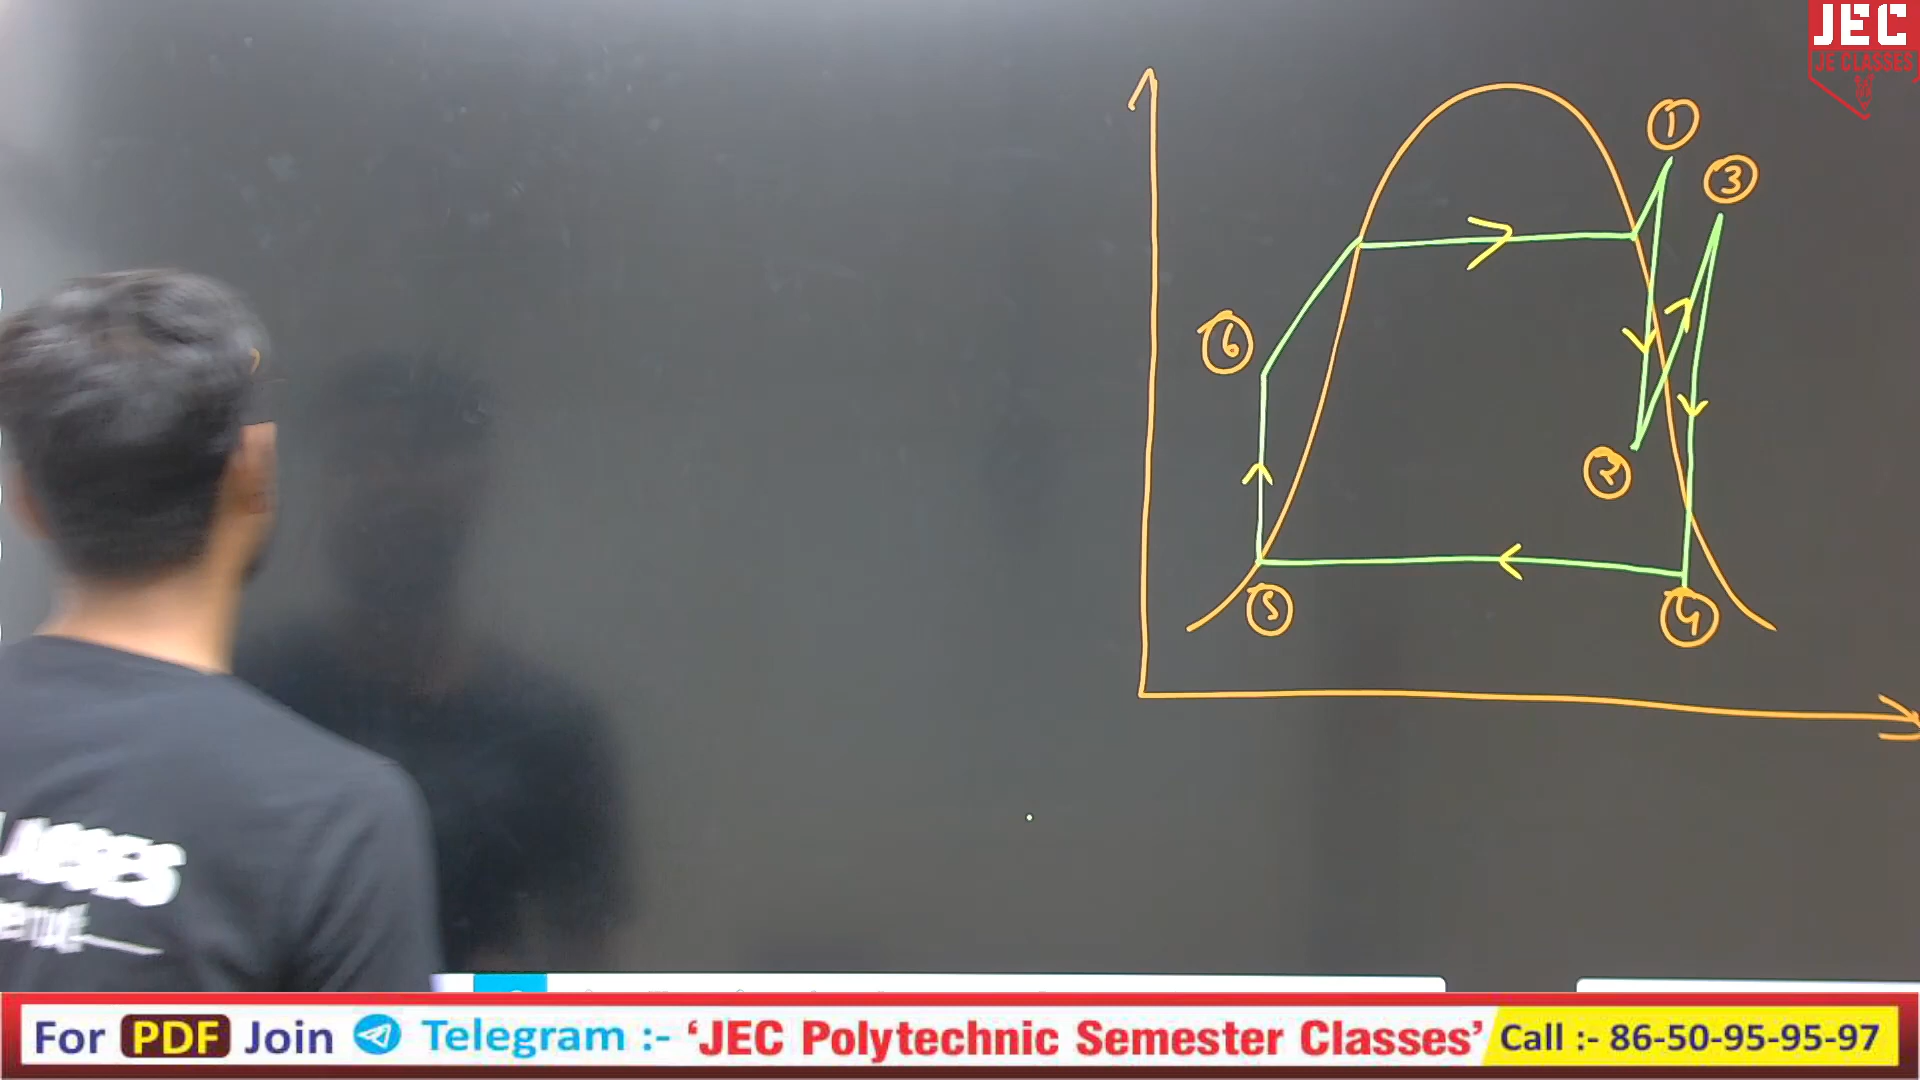 JEC
JE CLASSES
1
3
6
2
5
4
For PDF Join Telegram :- ‘JEC Polytechnic Semester Classes’ Call :- 86-50-95-95-97